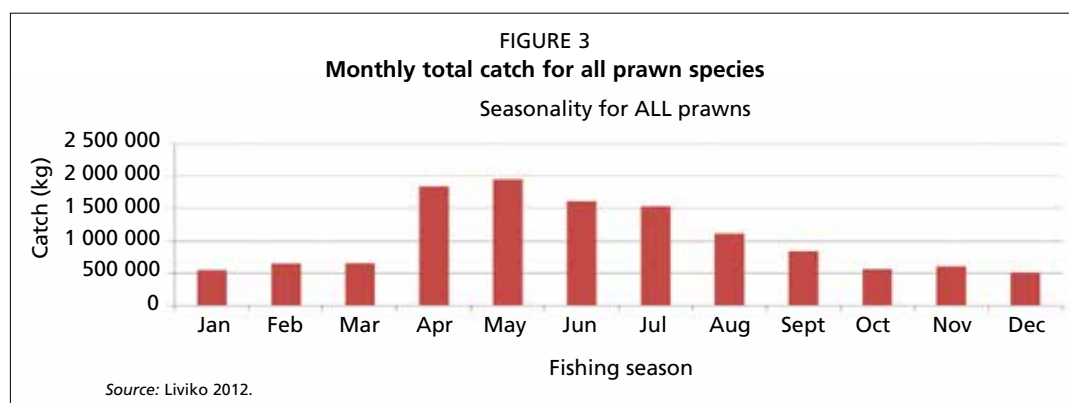 FIGURE 3
Monthly total catch for all prawn species
Seasonality for ALL prawns
Catch (kg)
2 500 000
2 000 000
1 500 000
1 000 000
500 000
0
Jan Feb Mar Apr May Jun Jul Aug Sept Oct Nov Dec
Fishing season
Source: Liviko 2012.